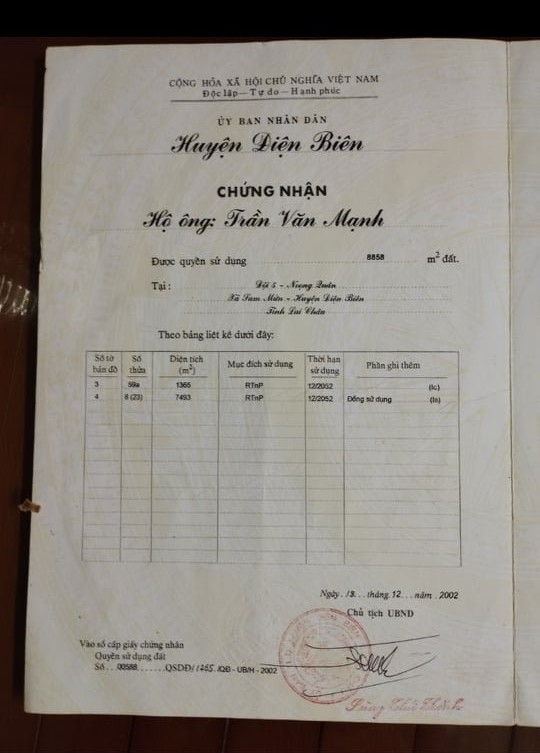 CỘNG HÒA XÃ HỘI CHỦ NGHĨA VIỆT NAM
Độc lập — Tự do — Hạnh phúc
ỦY BAN NHÂN DÂN
Huyện Điện Biên
CHỨNG NHẬN
Hộ ông: Trần Văn Mạnh
Được quyền sử dụng 8858 m² đất.
Tại: Đội 5 - Noọng
Xã Sam Mứn - Huyện Điện Biên
Tỉnh Lai Châu
Theo bảng liệt kê dưới đây:
Số tờ bản đồ Số thửa Diện tích (m²) Mục đích sử dụng Thời hạn sử dụng Phần ghi thêm
3 59a 1365 RTnP 12/2052 (lc)
4 8 (23) 7493 RTnP 12/2052 Đồng sử dụng (ln)
Ngày 13 tháng 12 năm 2002
Chủ tịch UBND
Vào sổ cấp giấy chứng nhận
Quyền sử dụng đất
Số 00588 QSDĐ/ 1265 /QĐ - UB/H - 2002